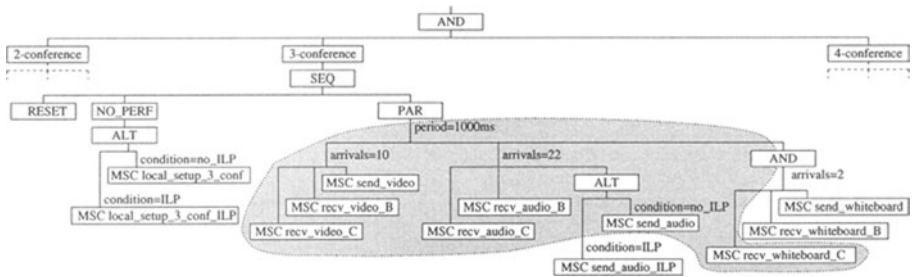 AND
2-conference 3-conference 4-conference
SEQ
RESET NO_PERF PAR
ALT period=1000ms
condition=no_ILP arrivals=10 arrivals=22 AND
MSC local_setup_3_conf MSC send_video ALT arrivals=2
condition=ILP MSC recv_video_B MSC recv_audio_B condition=no_ILP MSC send_whiteboard
MSC local_setup_3_conf_ILP MSC recv_video_C MSC recv_audio_C MSC send_audio MSC recv_whiteboard_B
condition=ILP MSC recv_whiteboard_C
MSC send_audio_ILP